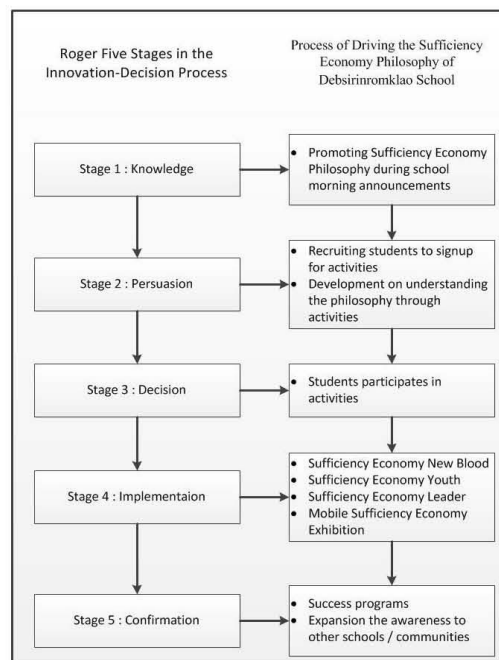 Roger Five Stages in the
Innovation-Decision Process
Process of Driving the Sufficiency
Economy Philosophy of
Debsirinromklao School
Stage 1 : Knowledge
• Promoting Sufficiency Economy
Philosophy during school
morning announcements
Stage 2 : Persuasion
• Recruiting students to signup
for activities
• Development on understanding
the philosophy through
activities
Stage 3 : Decision
• Students participates in
activities
Stage 4 : Implementaion
• Sufficiency Economy New Blood
• Sufficiency Economy Youth
• Sufficiency Economy Leader
• Mobile Sufficiency Economy
Exhibition
Stage 5 : Confirmation
• Success programs
• Expansion the awareness to
other schools / communities